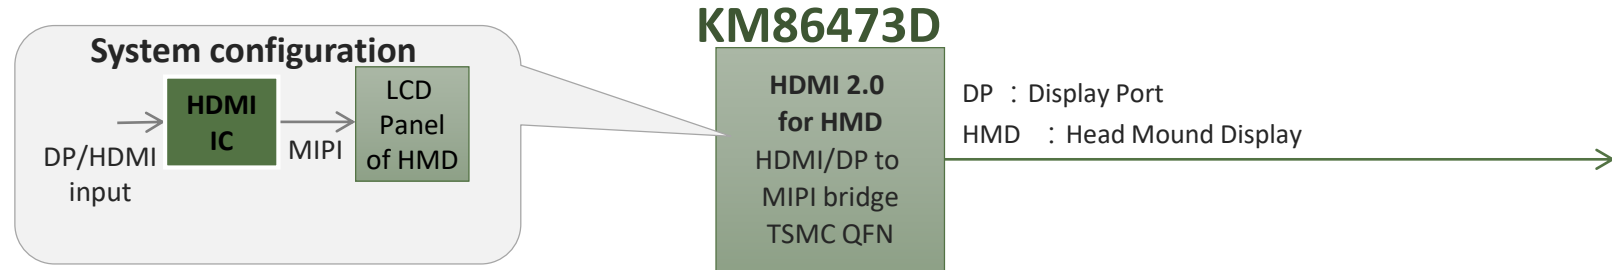 KM86473D
System configuration
DP/HDMI
input
HDMI
IC
MIPI
LCD
Panel
of HMD
HDMI 2.0
for HMD
HDMI/DP to
MIPI bridge
TSMC QFN
DP ：Display Port
HMD ：Head Mound Display